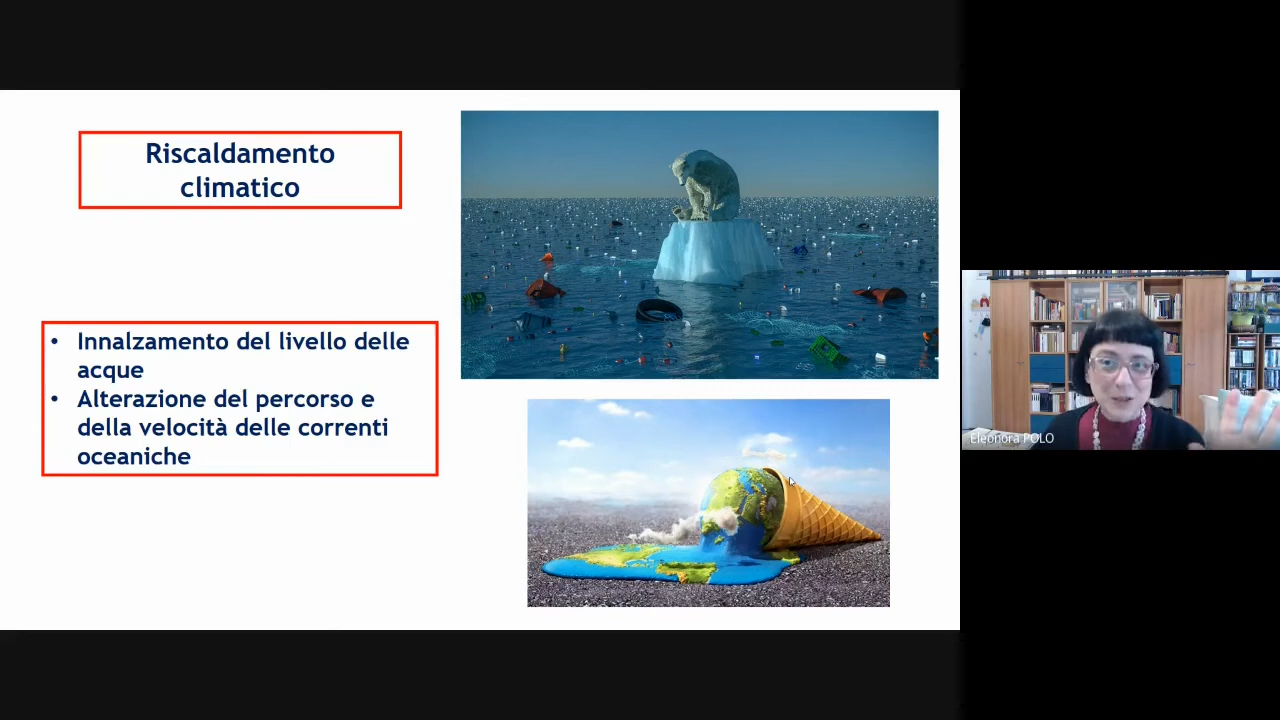 Riscaldamento
climatico
• Innalzamento del livello delle
acque
• Alterazione del percorso e
della velocità delle correnti
oceaniche
Eleonora POLO